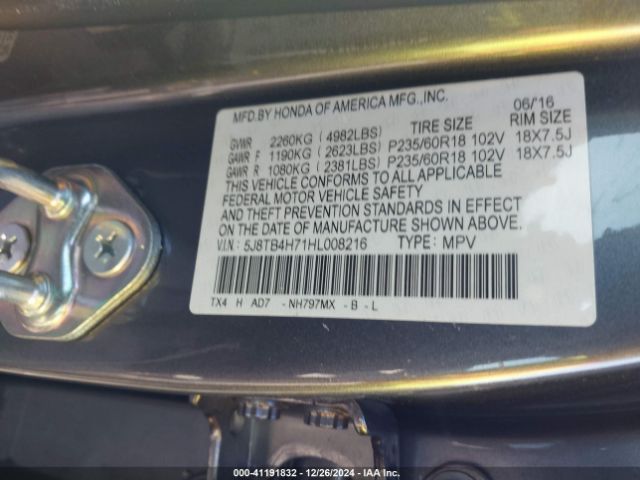 MFD.BY HONDA OF AMERICA MFG.,INC. 06/'16
TIRE SIZE RIM SIZE
GVWR 2260KG (4982LBS)
GAWR F 1190KG (2623LBS) P235/60R18 102V 18X7.5J
GAWR R 1080KG (2381LBS) P235/60R18 102V 18X7.5J
THIS VEHICLE CONFORMS TO ALL APPLICABLE
FEDERAL MOTOR VEHICLE SAFETY
AND THEFT PREVENTION STANDARDS IN EFFECT
ON THE DATE OF MANUFACTURE SHOWN ABOVE.
V.I.N: 5J8TB4H71HL008216 TYPE: MPV
TX4 H AD7 -NH797MX -B -L
000-41191832 - 12/26/2024 - IAA Inc.